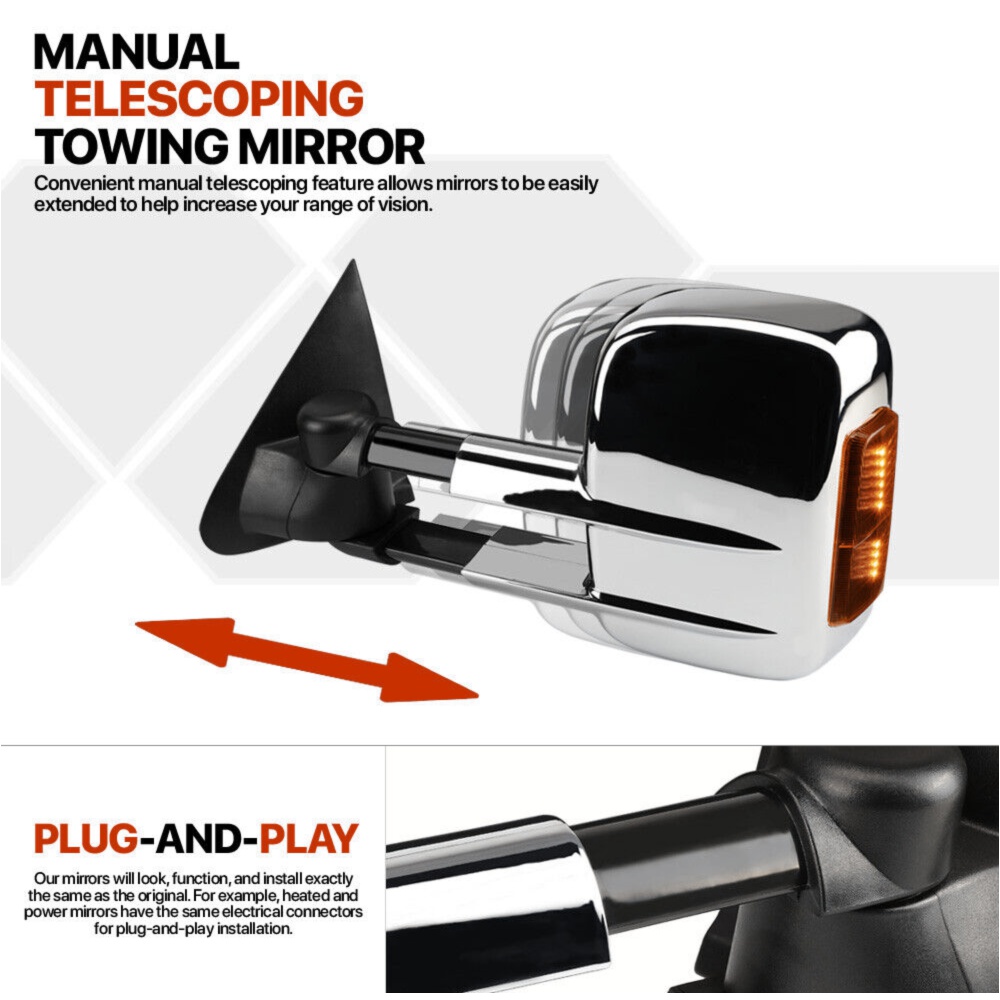 MANUAL
TELESCOPING
TOWING MIRROR
Convenient manual telescoping feature allows mirrors to be easily
extended to help increase your range of vision.
PLUG-AND-PLAY
Our mirrors will look, function, and install exactly
the same as the original. For example, heated and
power mirrors have the same electrical connectors
for plug-and-play installation.